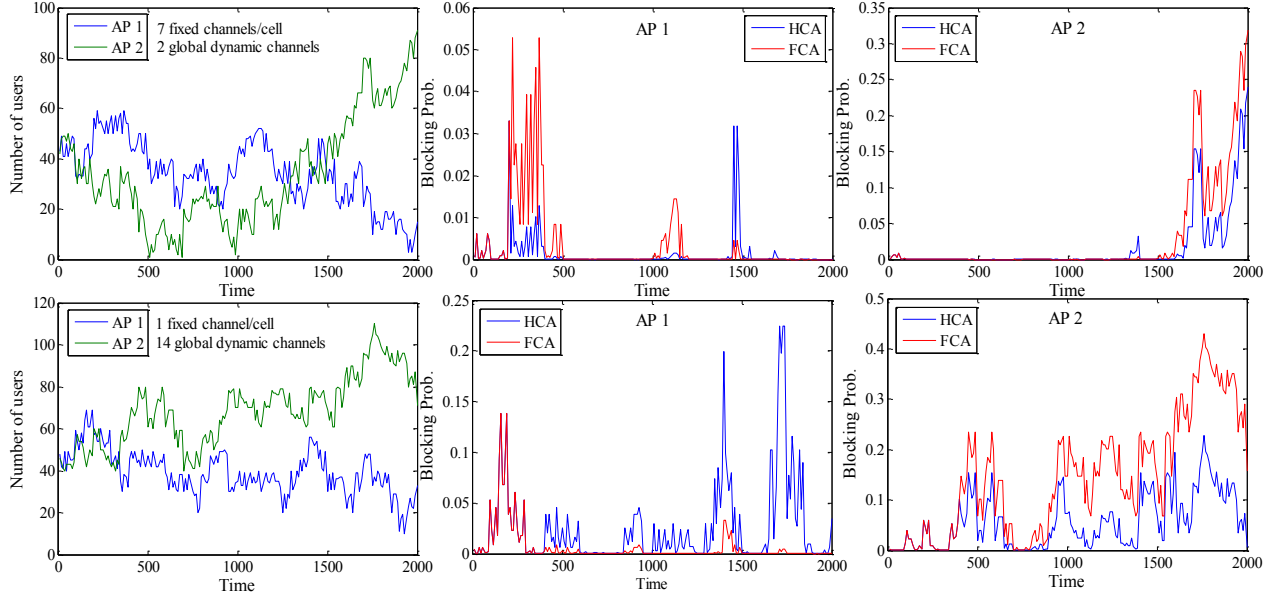 100
80
60
40
20
0
0
500
1000
1500
2000
Number of users
Time
AP 1
AP 2
7 fixed channels/cell
2 global dynamic channels
0.06
0.05
0.04
0.03
0.02
0.01
0
0
500
1000
1500
2000
Blocking Prob.
Time
AP 1
HCA
FCA
0.35
0.3
0.25
0.2
0.15
0.1
0.05
0
0
500
1000
1500
2000
Blocking Prob.
Time
AP 2
HCA
FCA
120
100
80
60
40
20
0
0
500
1000
1500
2000
Number of users
Time
AP 1
AP 2
1 fixed channel/cell
14 global dynamic channels
0.25
0.2
0.15
0.1
0.05
0
0
500
1000
1500
2000
Blocking Prob.
Time
AP 1
HCA
FCA
0.5
0.4
0.3
0.2
0.1
0
0
500
1000
1500
2000
Blocking Prob.
Time
AP 2
HCA
FCA